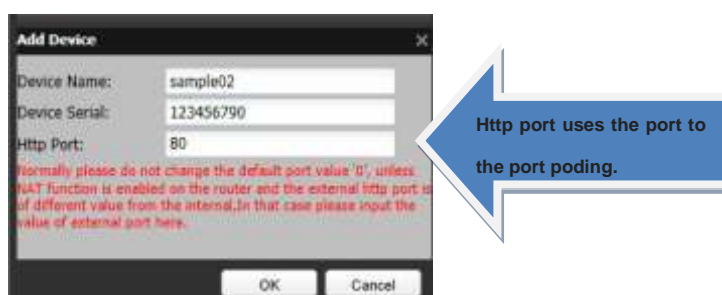 Add Device
Device Name: sample02
Device Serial: 123456790
Http Port: 80
Normally please do not change the default port value '0', unless
NAT function is enabled on the router and the external http port is
of different value from the internal.In that case please input the
value of external port here.
OK Cancel
Http port uses the port to
the port poding.